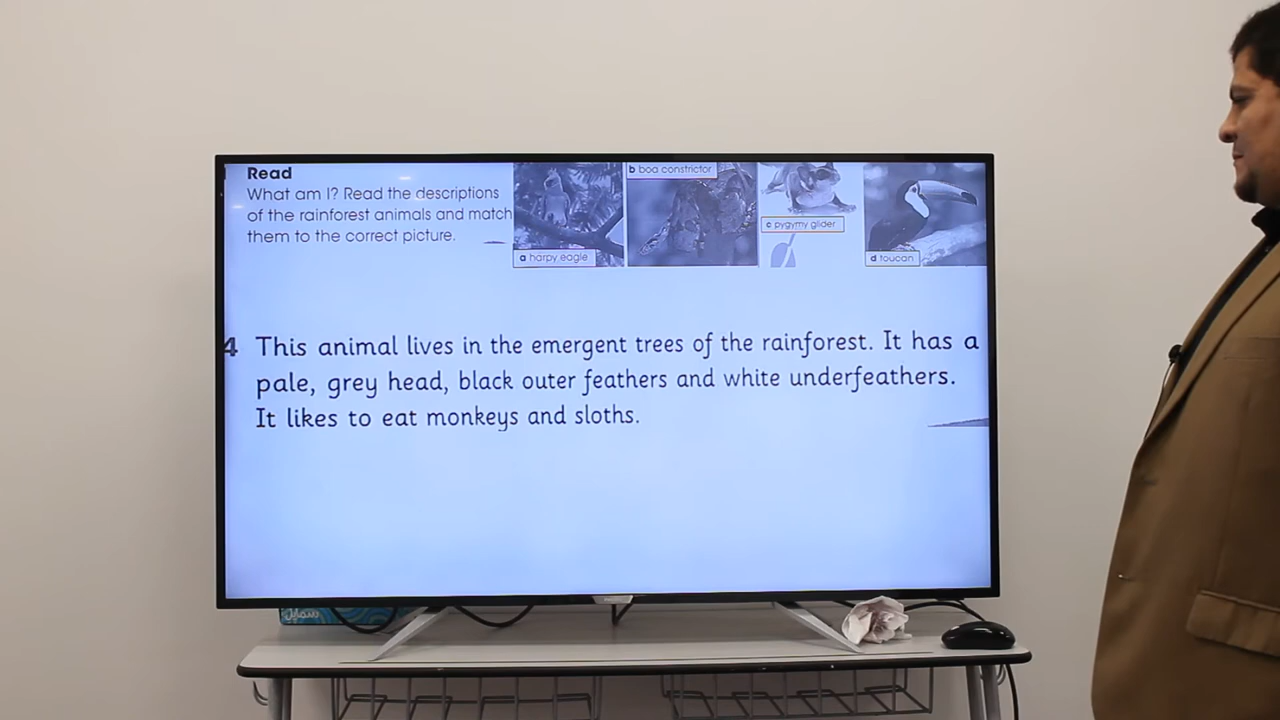 Read
What am I? Read the descriptions
of the rainforest animals and match
them to the correct picture.
a harpy eagle
b boa constrictor
c pygymy glider
d toucan
4 This animal lives in the emergent trees of the rainforest. It has a
pale, grey head, black outer feathers and white underfeathers.
It likes to eat monkeys and sloths.